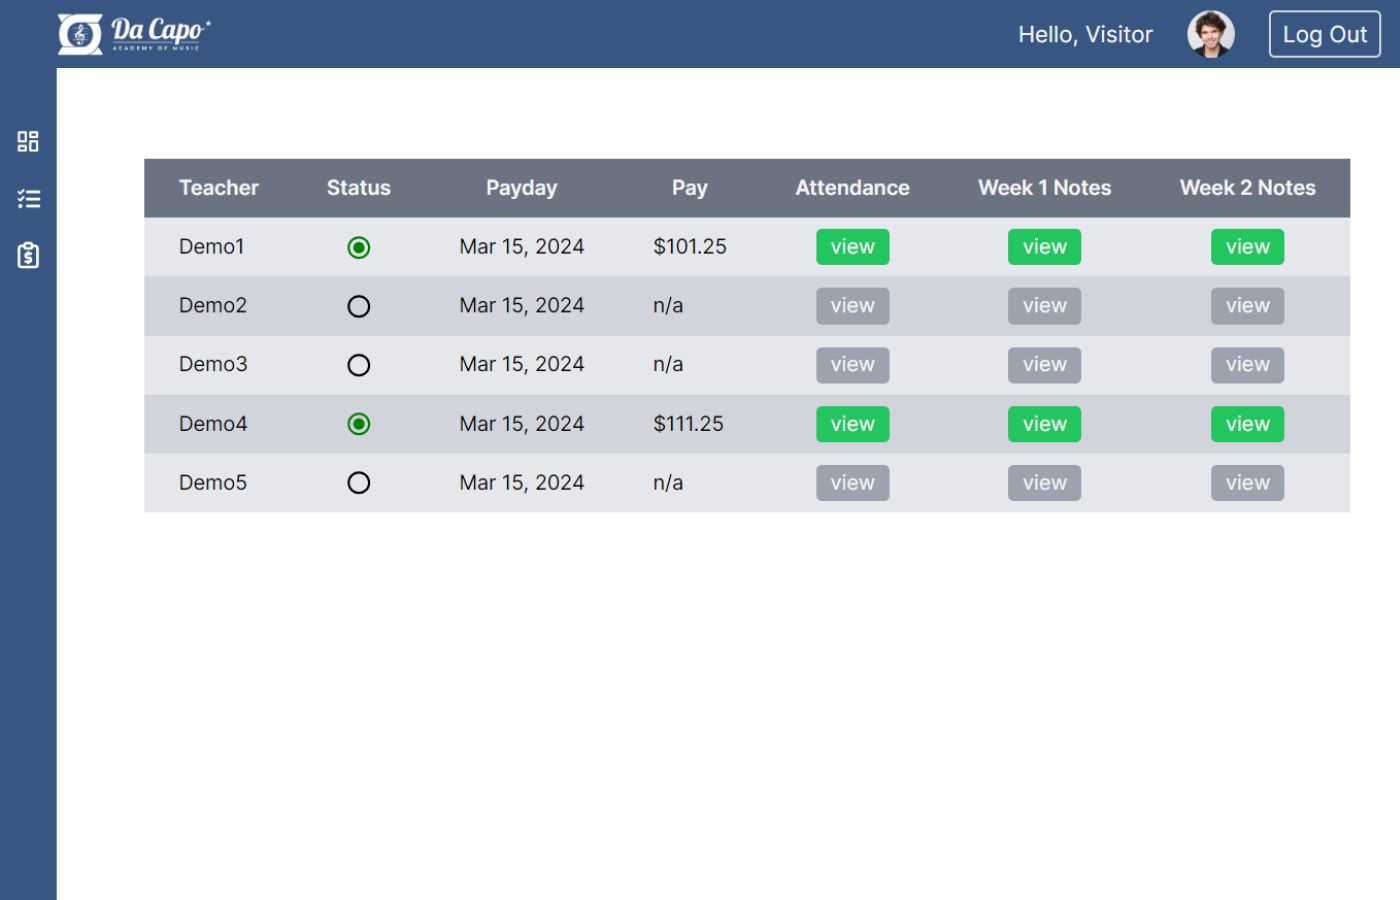 Da Capo
ACADEMY OF MUSIC
Hello, Visitor
Log Out
Teacher Status Payday Pay Attendance Week 1 Notes Week 2 Notes
Demo1 Mar 15, 2024 $101.25 view view view
Demo2 Mar 15, 2024 n/a view view view
Demo3 Mar 15, 2024 n/a view view view
Demo4 Mar 15, 2024 $111.25 view view view
Demo5 Mar 15, 2024 n/a view view view